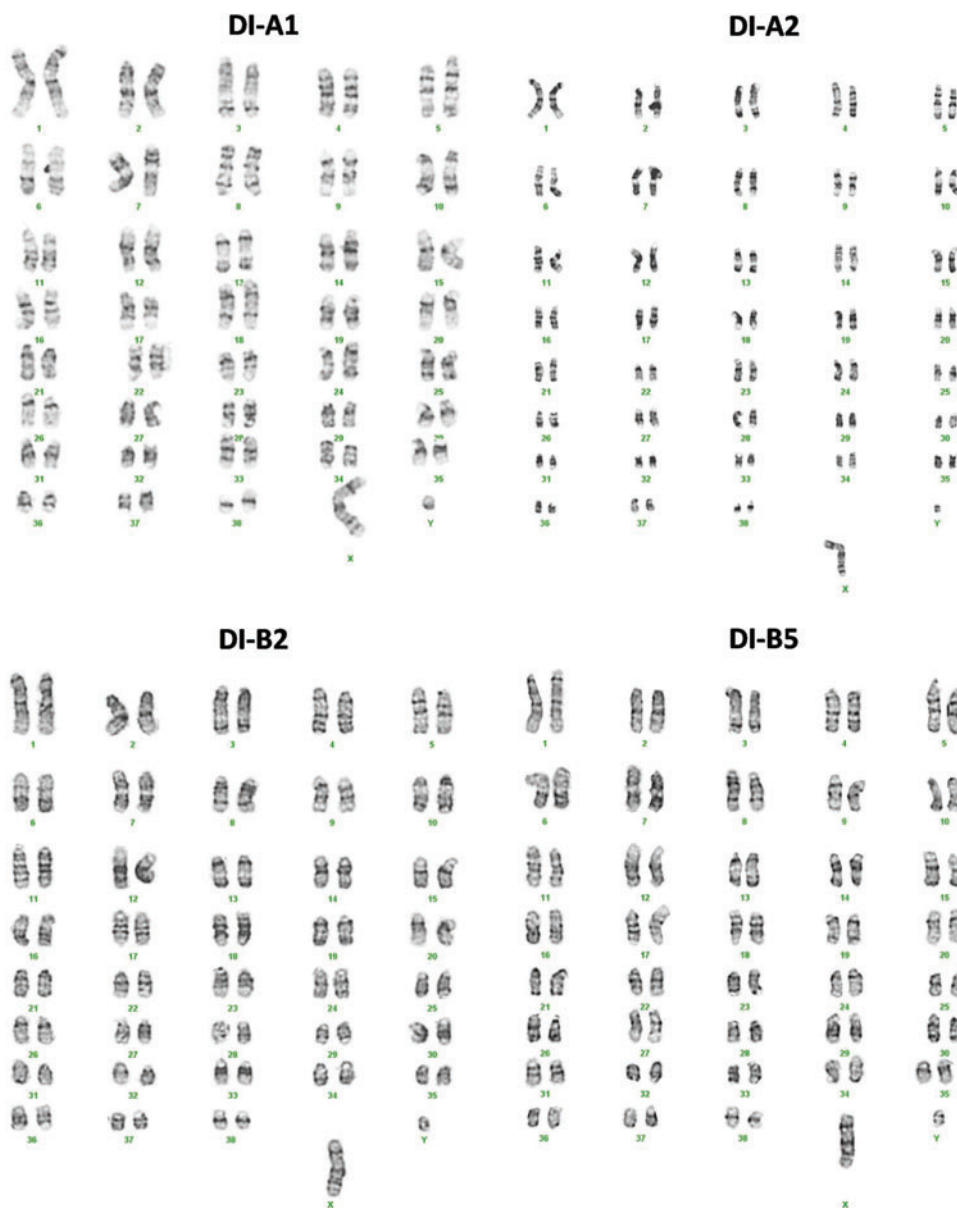 DI-A1
DI-A2
1 2 3 4 5
1 2 3 4 5
6 7 8 9 10
6 7 8 9 10
11 12 13 14 15
11 12 13 14 15
16 17 18 19 20
16 17 18 19 20
21 22 23 24 25
21 22 23 24 25
26 27 28 29 30
26 27 28 29 30
31 32 33 34 35
31 32 33 34 35
36 37 38 Y
36 37 38 Y
X
X
DI-B2
DI-B5
1 2 3 4 5
1 2 3 4 5
6 7 8 9 10
6 7 8 9 10
11 12 13 14 15
11 12 13 14 15
16 17 18 19 20
16 17 18 19 20
21 22 23 24 25
21 22 23 24 25
26 27 28 29 30
26 27 28 29 30
31 32 33 34 35
31 32 33 34 35
36 37 38 Y
36 37 38 Y
X
X